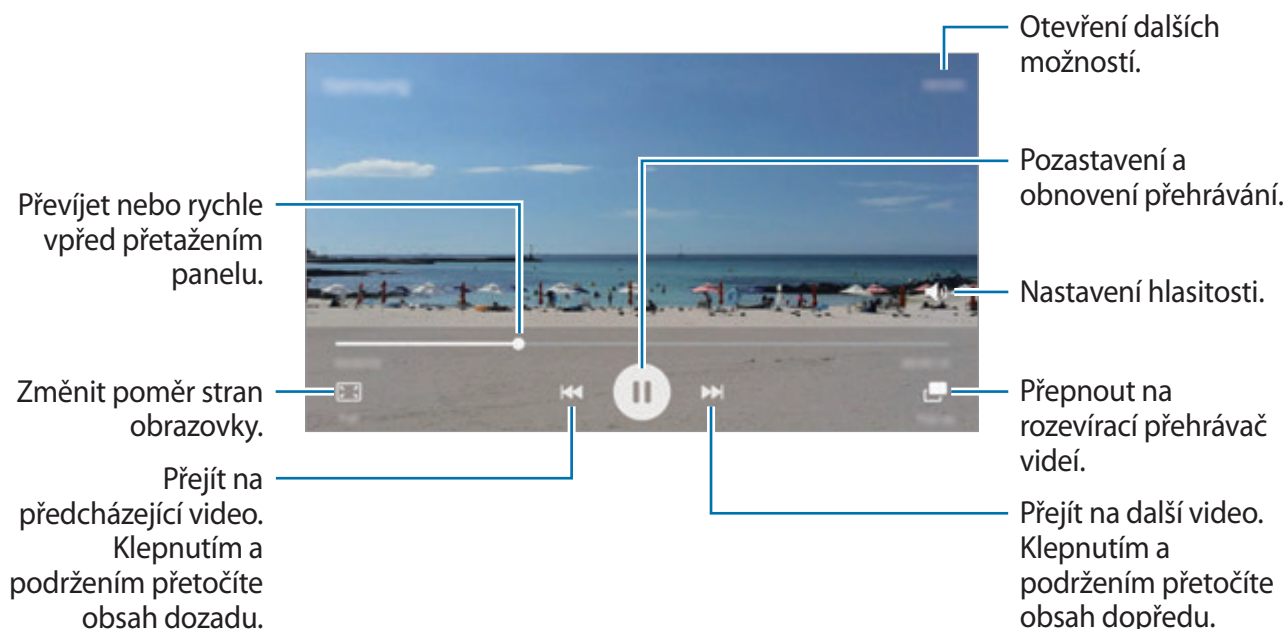 Otevření dalších
možností.
Pozastavení a
obnovení přehrávání.
Převíjet nebo rychle
vpřed přetažením
panelu.
Nastavení hlasitosti.
Změnit poměr stran
obrazovky.
Přepnout na
rozevírací přehrávač
videí.
Přejít na
předcházející video.
Klepnutím a
podržením přetočíte
obsah dozadu.
Přejít na další video.
Klepnutím a
podržením přetočíte
obsah dopředu.